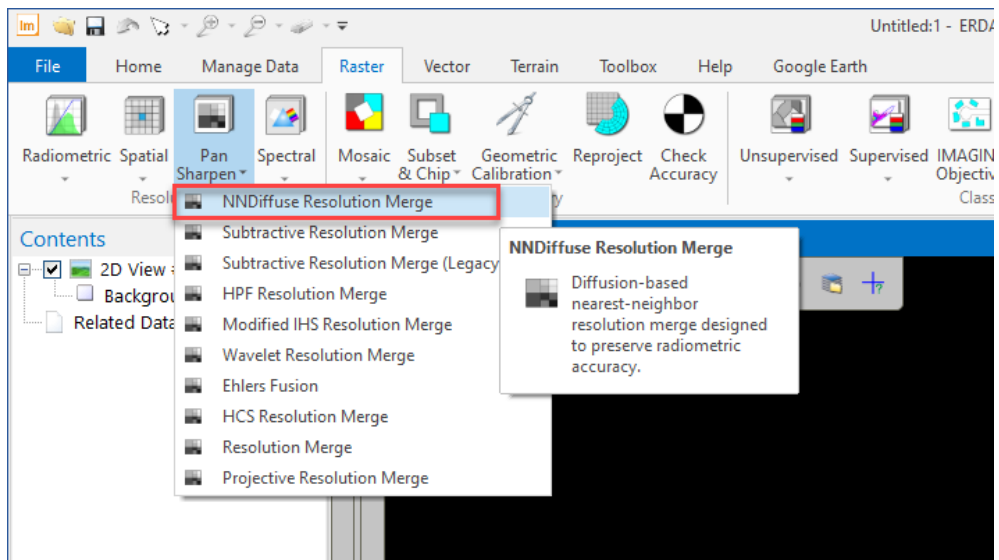 Im
Untitled:1 - ERDA
File Home Manage Data Raster Vector Terrain Toolbox Help Google Earth
Radiometric Spatial Pan Sharpen Spectral Mosaic Subset & Chip Geometric Calibration Reproject Check Accuracy Unsupervised Supervised IMAGIN Objectiv
Resolu y Class
Contents
2D View
Backgrou
Related Data
NNDiffuse Resolution Merge
Subtractive Resolution Merge
Subtractive Resolution Merge (Legacy
HPF Resolution Merge
Modified IHS Resolution Merge
Wavelet Resolution Merge
Ehlers Fusion
HCS Resolution Merge
Resolution Merge
Projective Resolution Merge
NNDiffuse Resolution Merge
Diffusion-based
nearest-neighbor
resolution merge designed
to preserve radiometric
accuracy.